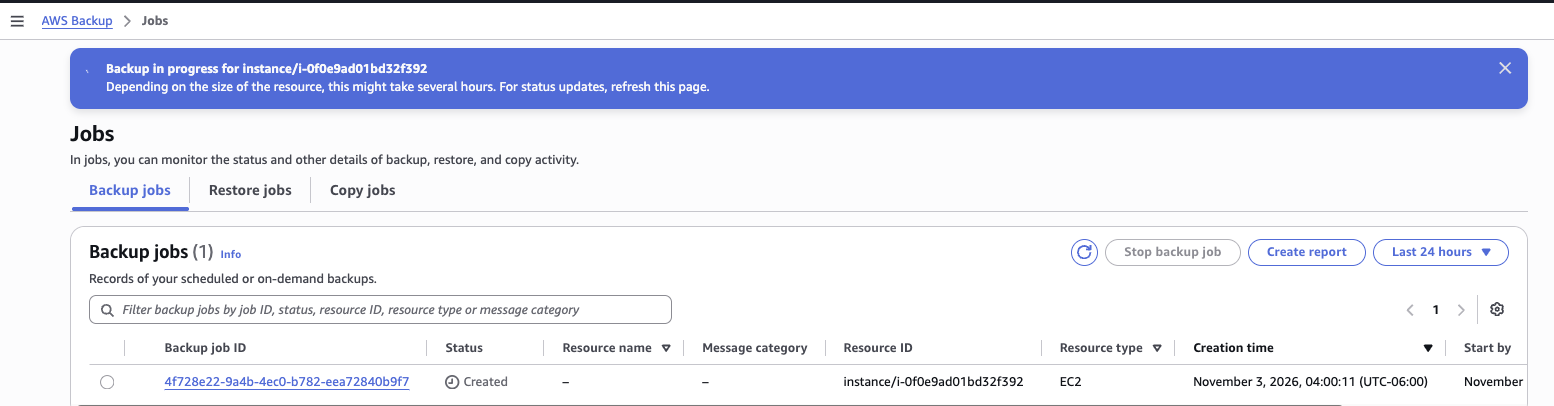 AWS Backup > Jobs
Backup in progress for instance/i-0f0e9ad01bd32f392
Depending on the size of the resource, this might take several hours. For status updates, refresh this page.
Jobs
In jobs, you can monitor the status and other details of backup, restore, and copy activity.
Backup jobs Restore jobs Copy jobs
Backup jobs (1) Info Stop backup job Create report Last 24 hours
Records of your scheduled or on-demand backups.
Filter backup jobs by job ID, status, resource ID, resource type or message category 1
Backup job ID Status Resource name Message category Resource ID Resource type Creation time Start by
4f728e22-9a4b-4ec0-b782-eea72840b9f7 Created – – instance/i-0f0e9ad01bd32f392 EC2 November 3, 2026, 04:00:11 (UTC-06:00) November